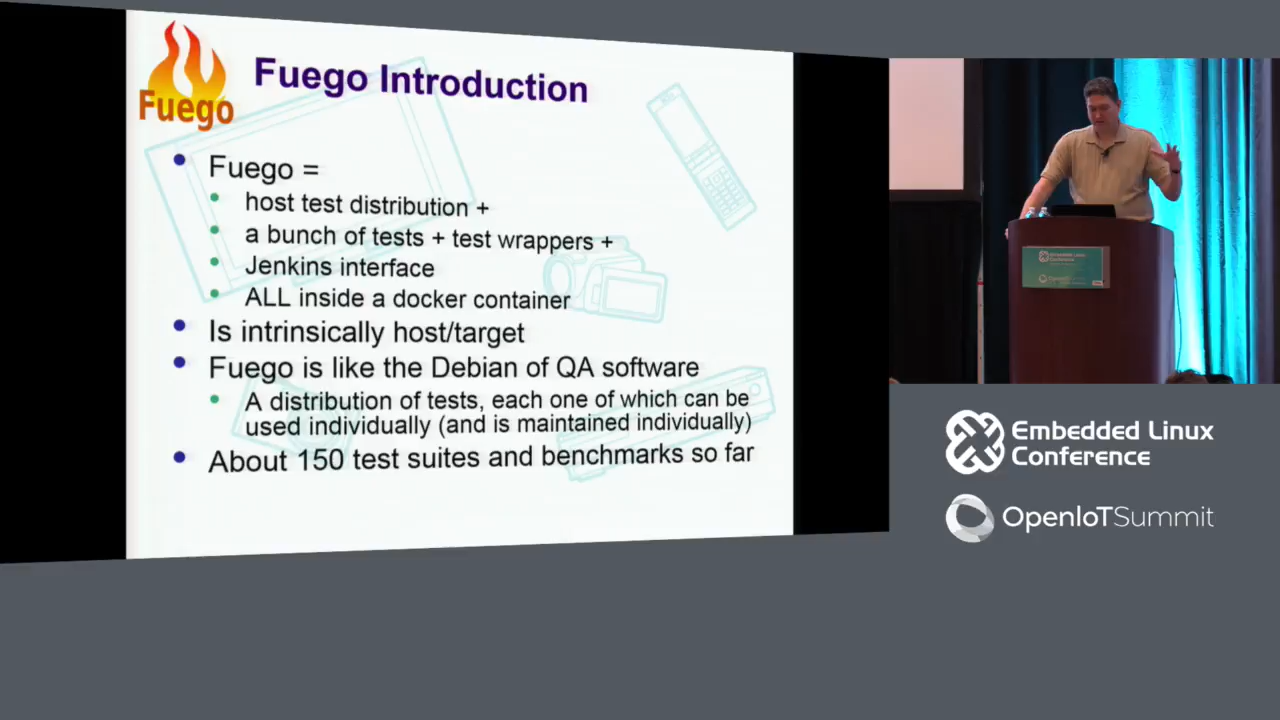 Fuego
Fuego Introduction
Fuego =
host test distribution +
a bunch of tests + test wrappers +
Jenkins interface
ALL inside a docker container
Is intrinsically host/target
Fuego is like the Debian of QA software
A distribution of tests, each one of which can be
used individually (and is maintained individually)
About 150 test suites and benchmarks so far
Embedded Linux
Conference
Embedded Linux
Conference
OpenIoTSummit